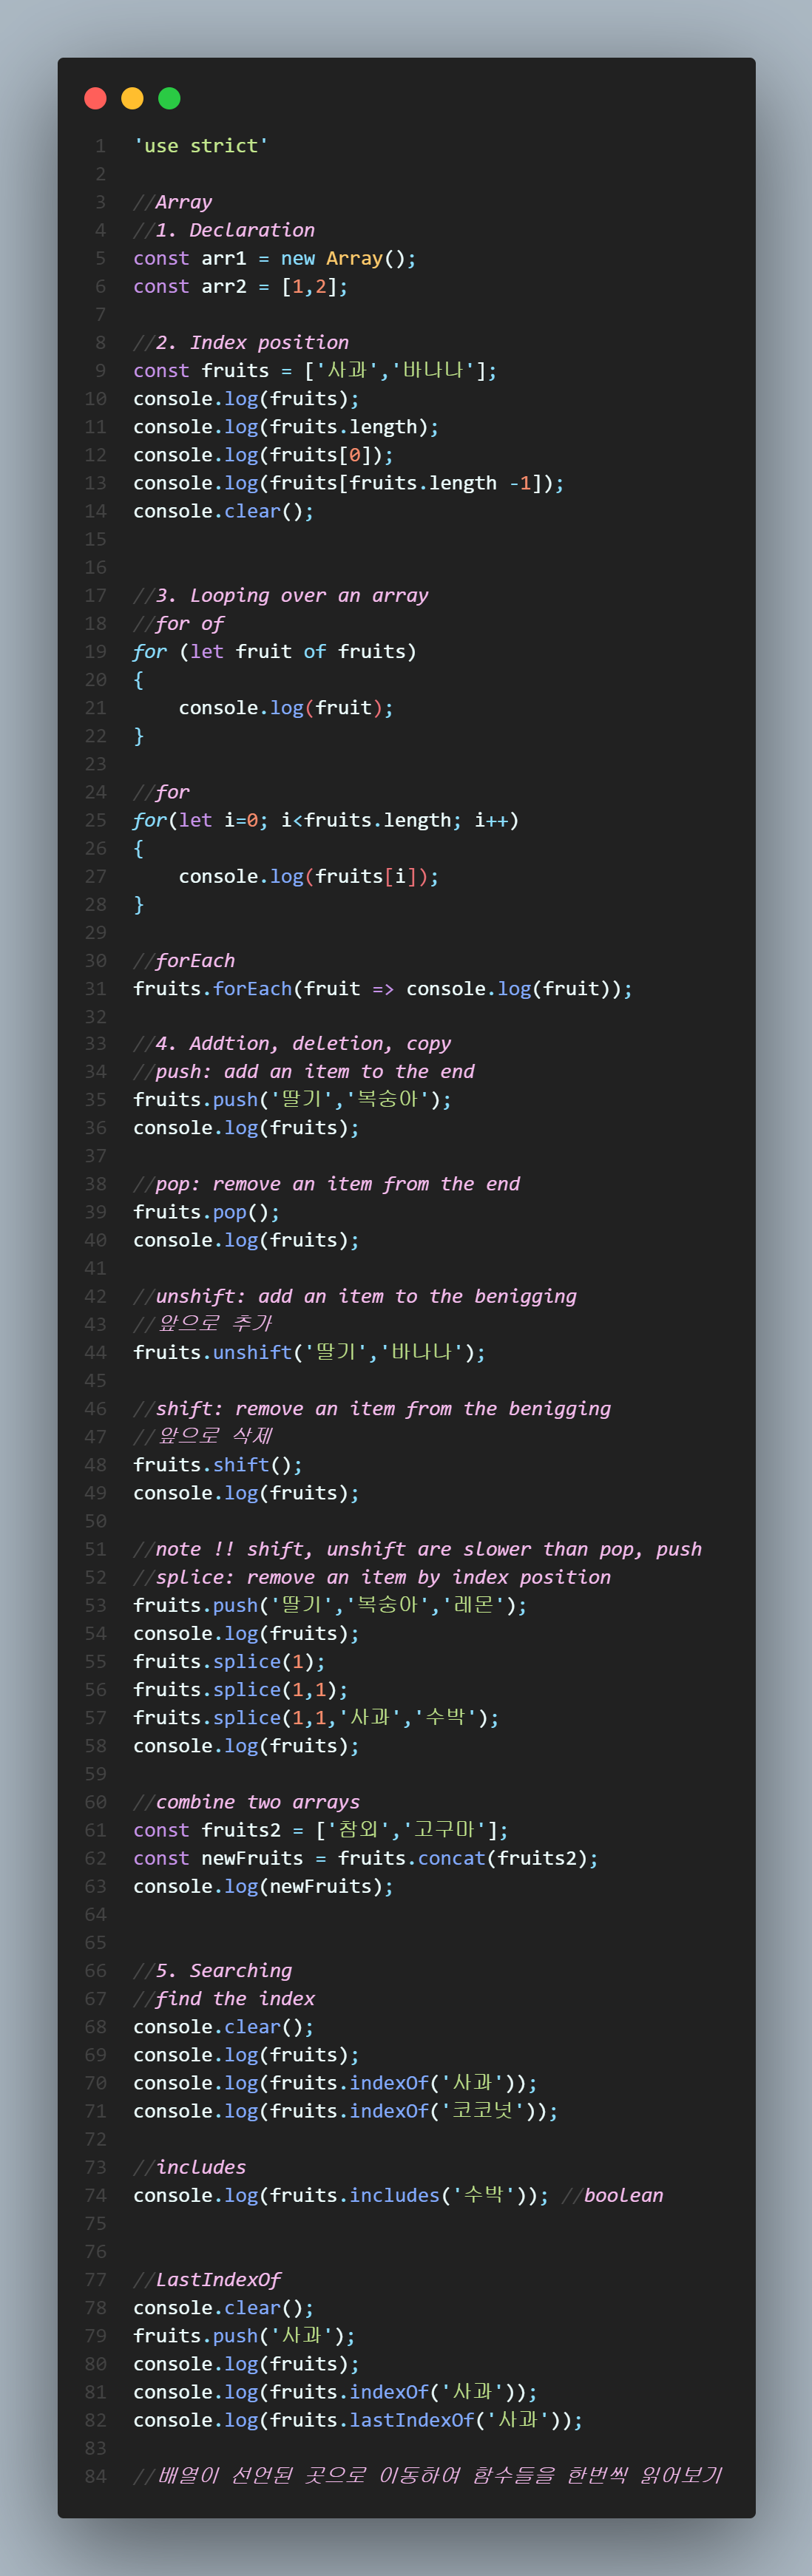 1 'use strict'
2
3 //Array
4 //1. Declaration
5 const arr1 = new Array();
6 const arr2 = [1,2];
7
8 //2. Index position
9 const fruits = ['사과','바나나'];
10 console.log(fruits);
11 console.log(fruits.length);
12 console.log(fruits[0]);
13 console.log(fruits[fruits.length -1]);
14 console.clear();
15
16
17 //3. Looping over an array
18 //for of
19 for (let fruit of fruits)
20 {
21     console.log(fruit);
22 }
23
24 //for
25 for(let i=0; i<fruits.length; i++)
26 {
27     console.log(fruits[i]);
28 }
29
30 //forEach
31 fruits.forEach(fruit => console.log(fruit));
32
33 //4. Addtion, deletion, copy
34 //push: add an item to the end
35 fruits.push('딸기','복숭아');
36 console.log(fruits);
37
38 //pop: remove an item from the end
39 fruits.pop();
40 console.log(fruits);
41
42 //unshift: add an item to the benigging
43 //앞으로 추가
44 fruits.unshift('딸기','바나나');
45
46 //shift: remove an item from the benigging
47 //앞으로 삭제
48 fruits.shift();
49 console.log(fruits);
50
51 //note !! shift, unshift are slower than pop, push
52 //splice: remove an item by index position
53 fruits.push('딸기','복숭아','레몬');
54 console.log(fruits);
55 fruits.splice(1);
56 fruits.splice(1,1);
57 fruits.splice(1,1,'사과','수박');
58 console.log(fruits);
59
60 //combine two arrays
61 const fruits2 = ['참외','고구마'];
62 const newFruits = fruits.concat(fruits2);
63 console.log(newFruits);
64
65
66 //5. Searching
67 //find the index
68 console.clear();
69 console.log(fruits);
70 console.log(fruits.indexOf('사과'));
71 console.log(fruits.indexOf('코코넛'));
72
73 //includes
74 console.log(fruits.includes('수박')); //boolean
75
76
77 //LastIndexOf
78 console.clear();
79 fruits.push('사과');
80 console.log(fruits);
81 console.log(fruits.indexOf('사과'));
82 console.log(fruits.lastIndexOf('사과'));
83
84 //배열이 선언된 곳으로 이동하여 함수들을 한번씩 읽어보기